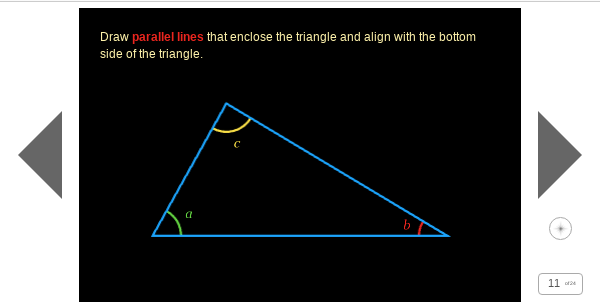 Draw parallel lines that enclose the triangle and align with the bottom
side of the triangle.
c
a
b
11 of 24